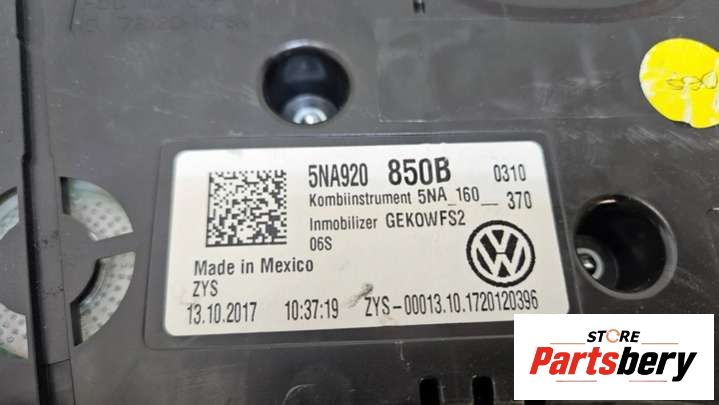 5NA920 850B 0310
Kombiinstrument 5NA_160__370
Immobilizer GEKOWFS2
06S
Made in Mexico
ZYS
13.10.2017 10:37:19 ZYS-00013.10.1720120396
STORE
Partsbery